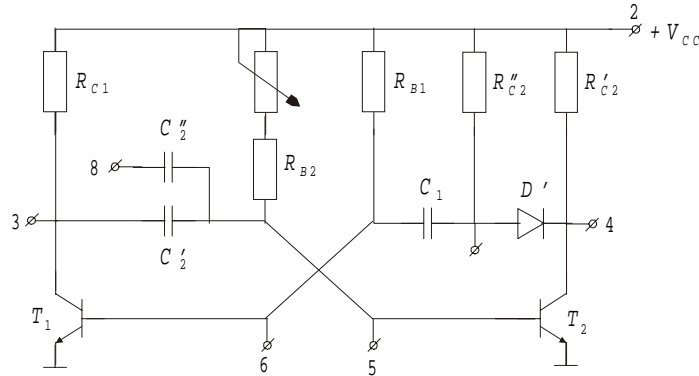 2
+ V_CC
R_C1
R_B1
R''_C2
R'_C2
C''_2
8
R_B2
C_1
D'
3
4
C'_2
T_1
T_2
6
5